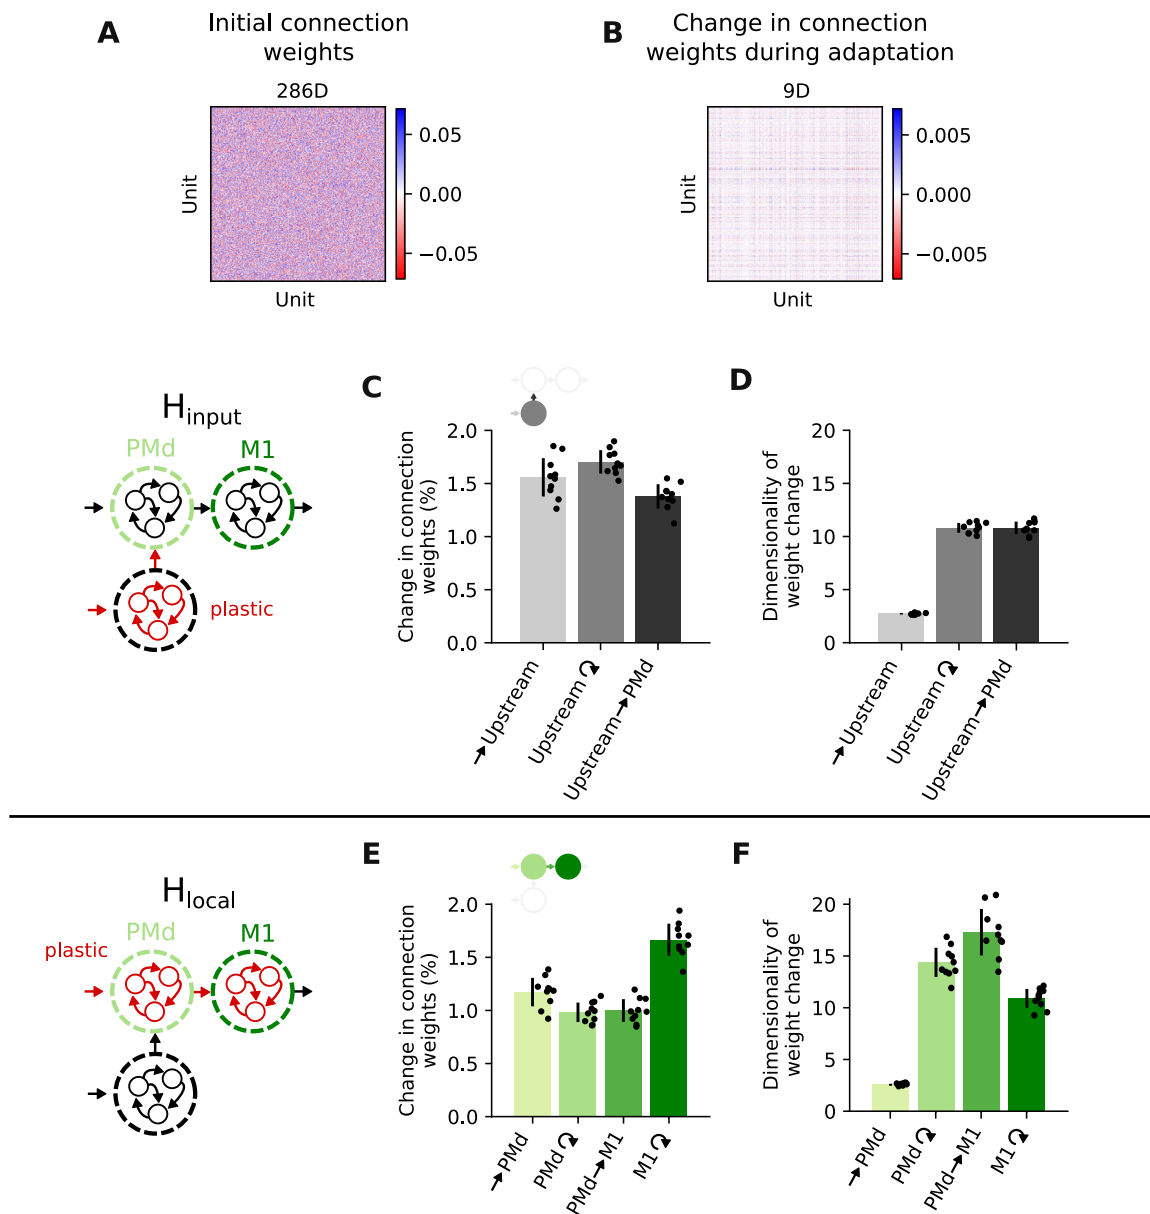 A
Initial connection
weights
286D
Unit
Unit
0.05
0.00
−0.05
B
Change in connection
weights during adaptation
9D
Unit
Unit
0.005
0.000
−0.005
H input
PMd
M1
plastic
C
Change in connection
weights (%)
2.0
1.5
1.0
0.5
0.0
→Upstream
Upstream↻
Upstream→PMd
D
Dimensionality of
weight change
20
15
10
5
0
→Upstream
Upstream↻
Upstream→PMd
H local
PMd
M1
plastic
E
Change in connection
weights (%)
2.0
1.5
1.0
0.5
0.0
→PMd
PMd↻
PMd→M1
M1↻
F
Dimensionality of
weight change
20
15
10
5
0
→PMd
PMd↻
PMd→M1
M1↻